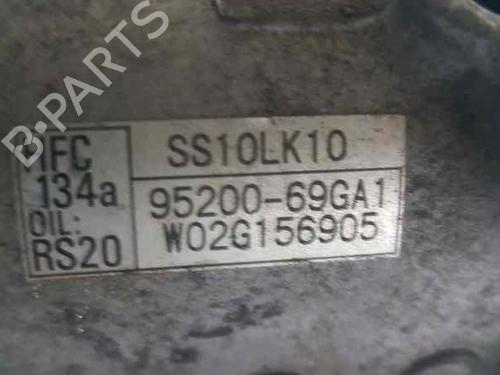 B-PARTS
HFC
134a
OIL:
RS20
SS10LK10
95200-69GA1
W02G156905